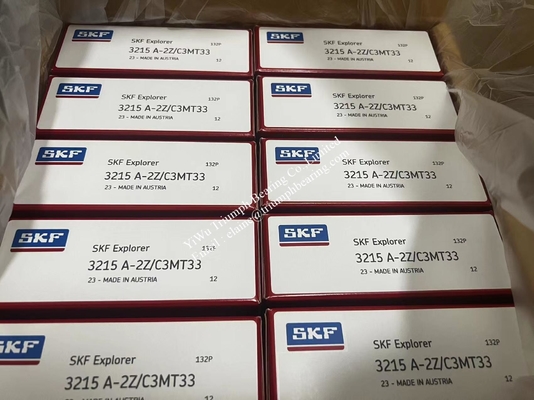 SKF
SKF Explorer
132P
3215 A-2Z/C3MT33
23 - MADE IN AUSTRIA
12
SKF
SKF Explorer
132P
3215 A-2Z/C3MT33
23 - MADE IN AUSTRIA
12
SKF
SKF Explorer
132P
3215 A-2Z/C3MT33
23 - MADE IN AUSTRIA
12
SKF
SKF Explorer
132P
3215 A-2Z/C3MT33
23 - MADE IN AUSTRIA
12
SKF
SKF Explorer
132P
3215 A-2Z/C3MT33
23 - MADE IN AUSTRIA
12
SKF
SKF Explorer
132P
3215 A-2Z/C3MT33
23 - MADE IN AUSTRIA
12
SKF
SKF Explorer
132P
3215 A-2Z/C3MT33
23 - MADE IN AUSTRIA
12
SKF
SKF Explorer
132P
3215 A-2Z/C3MT33
23 - MADE IN AUSTRIA
12
SKF
SKF Explorer
132P
3215 A-2Z/C3MT33
23 - MADE IN AUSTRIA
12
SKF
SKF Explorer
132P
3215 A-2Z/C3MT33
23 - MADE IN AUSTRIA
12
YiWu Triumph Bearing Co., Limited